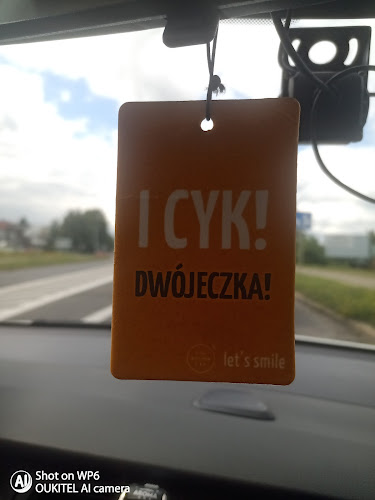 I CYK!
DWÓJECZKA!
let's smile
Shot on WP6
OUKITEL AI camera